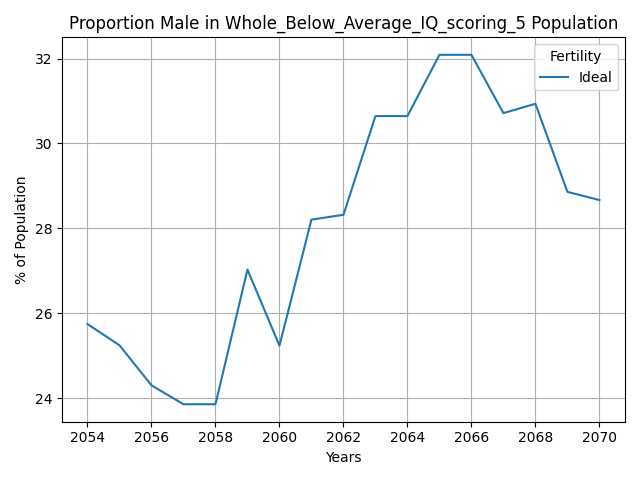 Proportion Male in Whole_Below_Average_IQ_scoring_5 Population
Fertility
Ideal
% of Population
32
30
28
26
24
2054 2056 2058 2060 2062 2064 2066 2068 2070
Years